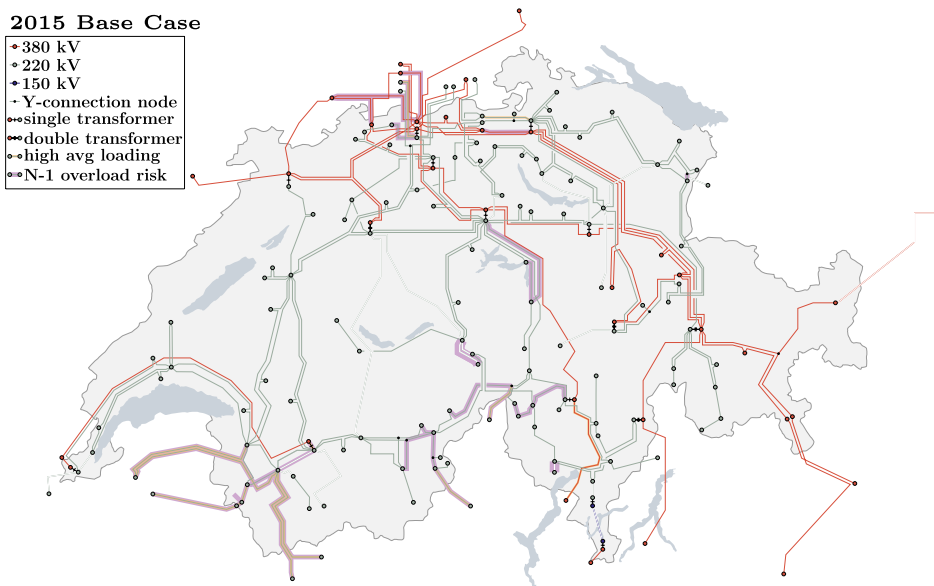 2015 Base Case
380 kV
220 kV
150 kV
Y-connection node
single transformer
double transformer
high avg loading
N-1 overload risk